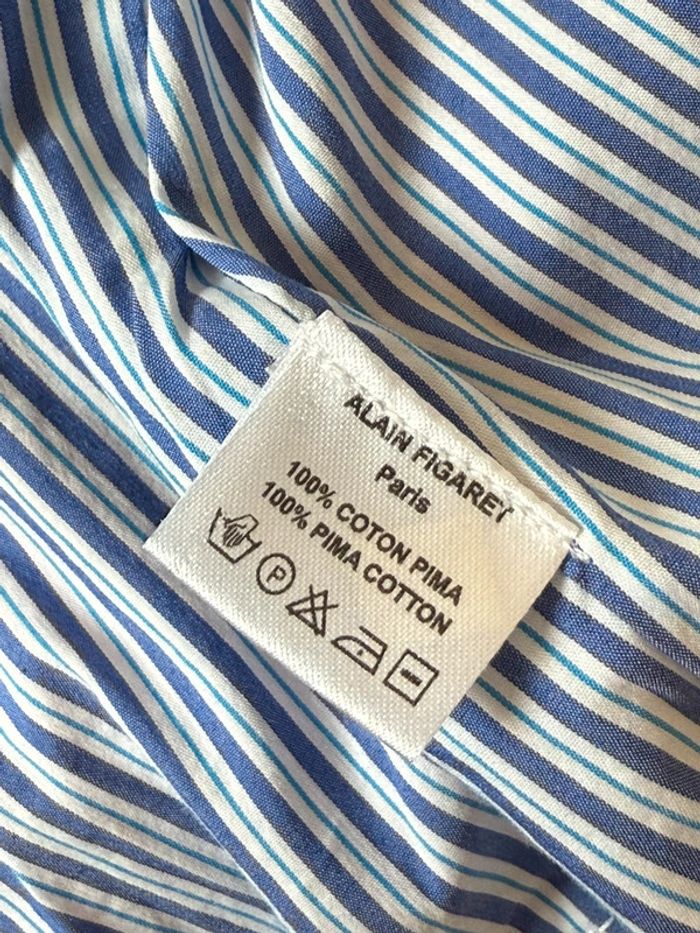 ALAIN FIGARET
Paris
100% COTON PIMA
100% PIMA COTTON
P